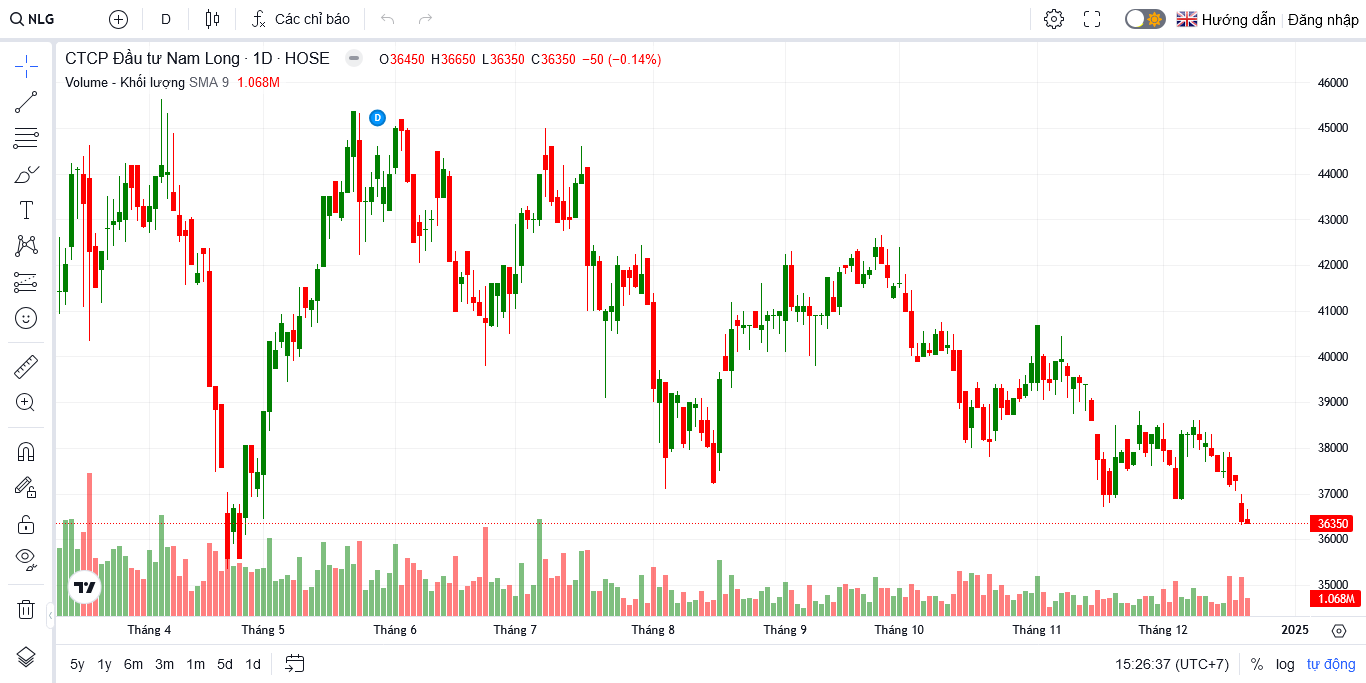 NLG D Các chỉ báo Hướng dẫn Đăng nhập
CTCP Đầu tư Nam Long · 1D · HOSE O36450 H36650 L36350 C36350 −50 (−0.14%)
Volume - Khối lượng SMA 9 1.068M
D
46000
45000
44000
43000
42000
41000
40000
39000
38000
37000
36350
36000
35000
1.068M
Tháng 4 Tháng 5 Tháng 6 Tháng 7 Tháng 8 Tháng 9 Tháng 10 Tháng 11 Tháng 12 2025
5y 1y 6m 3m 1m 5d 1d 15:26:37 (UTC+7) % log tự động